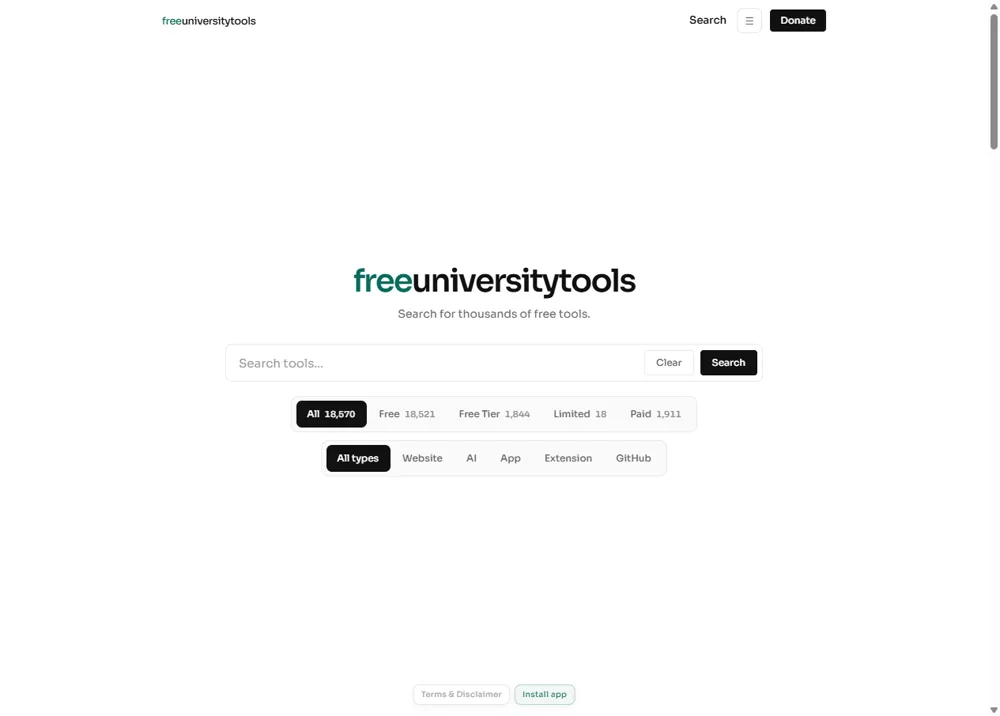 freeuniversitytools
Search ☰ Donate
freeuniversitytools
Search for thousands of free tools.
Search tools... Clear Search
All 18,570 Free 18,521 Free Tier 1,844 Limited 18 Paid 1,911
All types Website AI App Extension GitHub
Terms & Disclaimer Install app